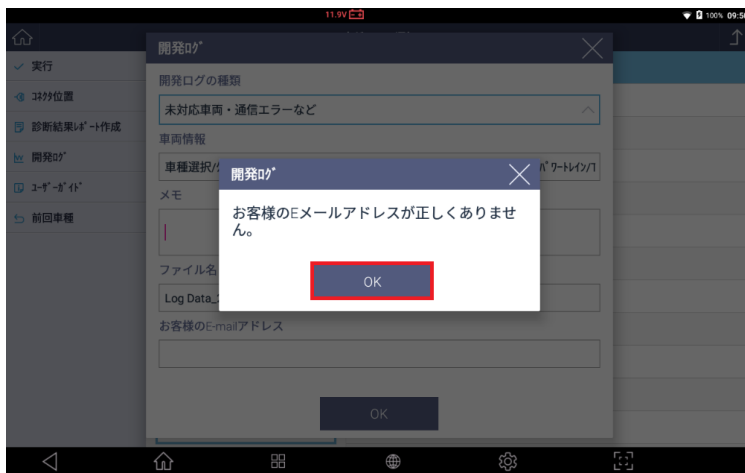 11.9V
100% 09:50
開発ﾛｸﾞ
実行
ｺﾈｸﾀ位置
診断結果ﾚﾎﾟｰﾄ作成
開発ﾛｸﾞ
ﾕｰｻﾞｰｶﾞｲﾄﾞ
前回車種
開発ログの種類
未対応車両・通信エラーなど
車両情報
車種選択/
ﾊﾟﾜｰﾄﾚｲﾝ/T
メモ
開発ﾛｸﾞ
お客様のEメールアドレスが正しくありませ
ん。
OK
ファイル名
Log Data_
お客様のE-mailアドレス
OK